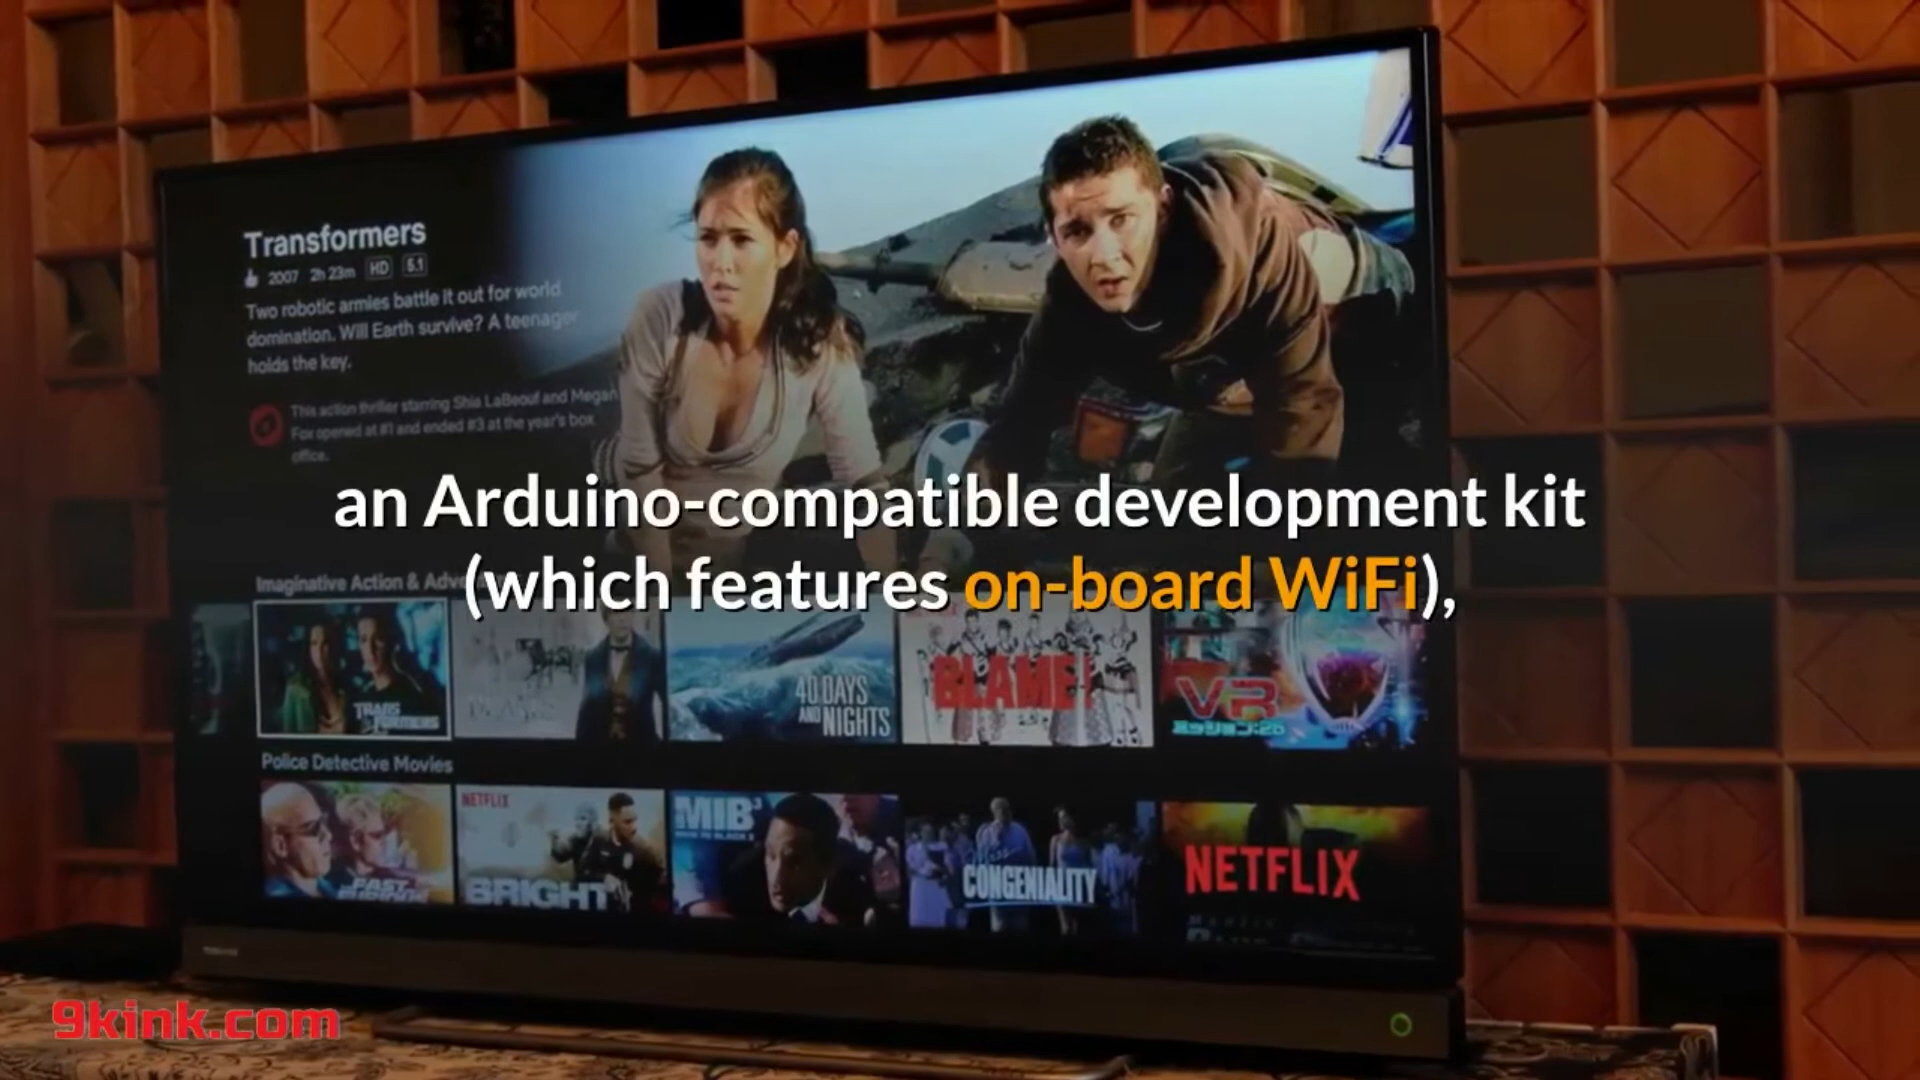 Transformers
2007 2h 23m HD 5.1
Two robotic armies battle it out for world
domination. Will Earth survive? A teenager
holds the key.
This action thriller starring Shia LaBeouf and Megan
Fox opened at #1 and ended #3 at the year's box
office.
an Arduino-compatible development kit
(which features on-board WiFi),
Imaginative Action & Adve
TRANSFORMERS
40 DAYS
AND NIGHTS
BLAME!
VR
Police Detective Movies
NETFLIX
BRIGHT
MIB³
CONGENIALITY
NETFLIX
9kink.com